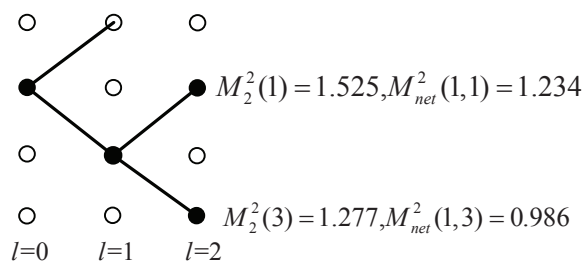 M_2^2(1)=1.525,M_{net}^2(1,1)=1.234
M_2^2(3)=1.277,M_{net}^2(1,3)=0.986
l=0 l=1 l=2